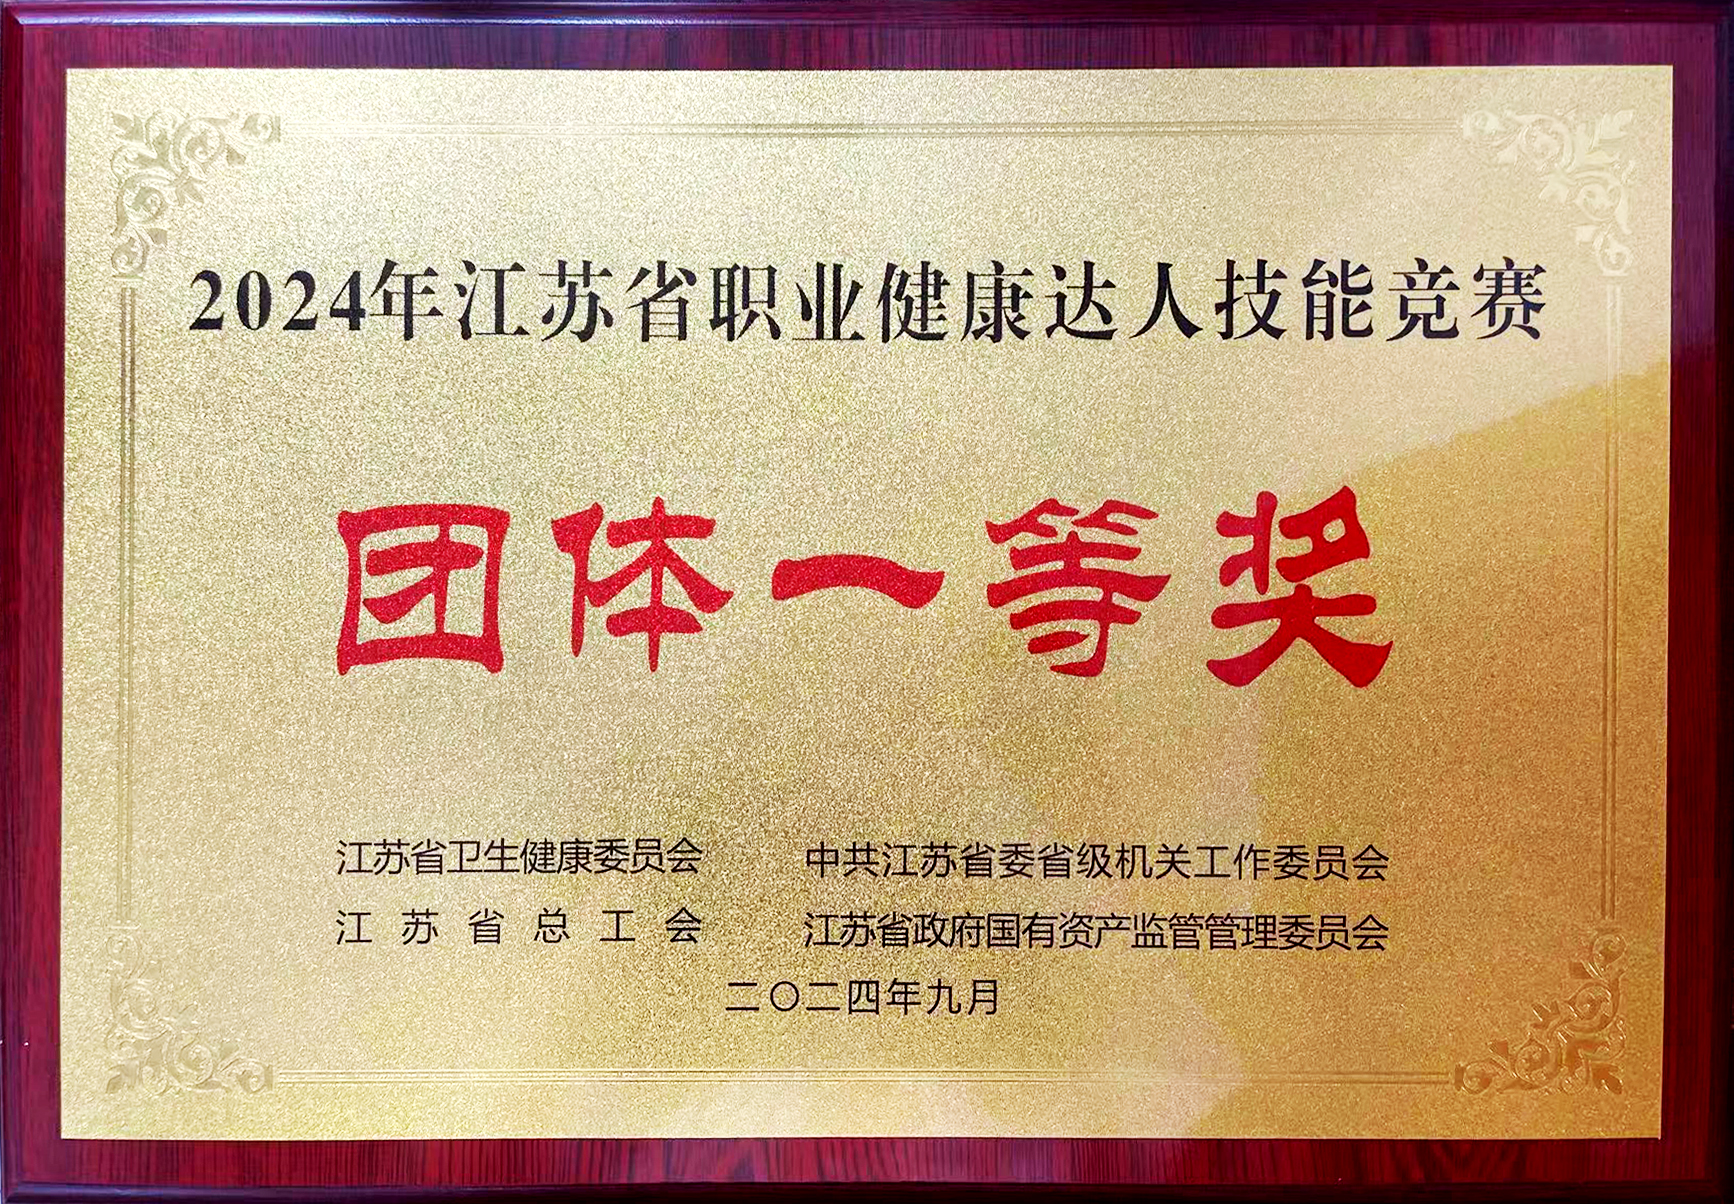 2024年江苏省职业健康达人技能竞赛
团体一等奖
江苏省卫生健康委员会 中共江苏省委省级机关工作委员会
江苏省总工会 江苏省政府国有资产监管管理委员会
二〇二四年九月